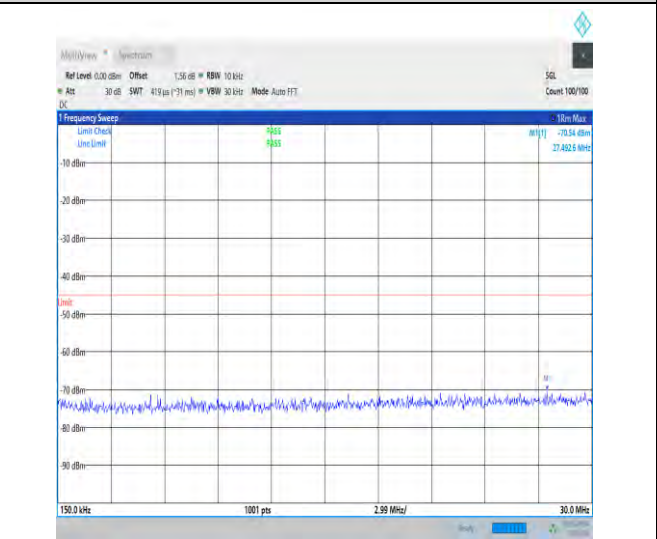 MultiView Spectrum
Ref Level 0.00 dBm Offset 1.56 dB RBW 10 kHz SGL
Att 30 dB SWT 419 µs (~31 ms) VBW 30 kHz Mode Auto FFT Count 100/100
DC
1 Frequency Sweep 1Rm Max
Limit Check PASS M1[1] -70.54 dBm
Line Limit PASS 27.492 6 MHz
-10 dBm
-20 dBm
-30 dBm
-40 dBm
Limit
-50 dBm
-60 dBm
M1
-70 dBm
-80 dBm
-90 dBm
150.0 kHz 1001 pts 2.99 MHz/ 30.0 MHz
Ready